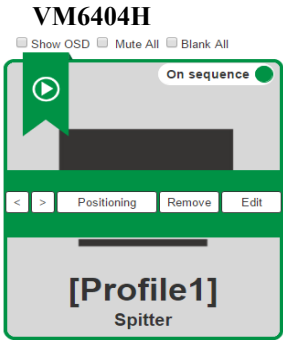 VM6404H
Show OSD Mute All Blank All
On sequence
< > Positioning Remove Edit
[Profile1]
Spitter